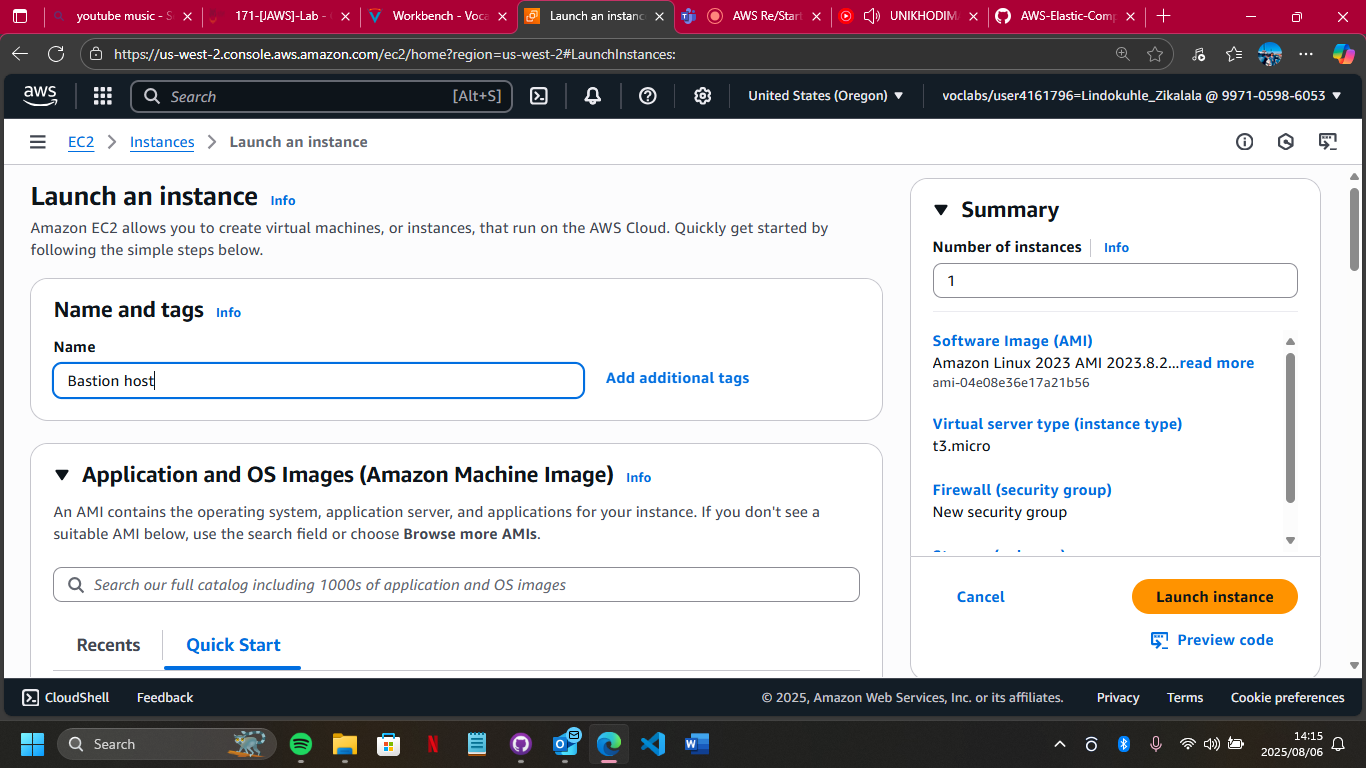 youtube music - S
171-[JAWS]-Lab -
Workbench - Voca
Launch an instanc
AWS Re/Start
UNIKHODIMA
AWS-Elastic-Comp
https://us-west-2.console.aws.amazon.com/ec2/home?region=us-west-2#LaunchInstances:
aws
Search
[Alt+S]
United States (Oregon)
voclabs/user4161796=Lindokuhle_Zikalala @ 9971-0598-6053
EC2
Instances
Launch an instance
Launch an instance Info
Amazon EC2 allows you to create virtual machines, or instances, that run on the AWS Cloud. Quickly get started by
following the simple steps below.
Name and tags Info
Name
Bastion host
Add additional tags
Application and OS Images (Amazon Machine Image) Info
An AMI contains the operating system, application server, and applications for your instance. If you don't see a
suitable AMI below, use the search field or choose Browse more AMIs.
Search our full catalog including 1000s of application and OS images
Recents
Quick Start
Summary
Number of instances Info
1
Software Image (AMI)
Amazon Linux 2023 AMI 2023.8.2...read more
ami-04e08e36e17a21b56
Virtual server type (instance type)
t3.micro
Firewall (security group)
New security group
Cancel
Launch instance
Preview code
CloudShell
Feedback
© 2025, Amazon Web Services, Inc. or its affiliates.
Privacy
Terms
Cookie preferences
Search
14:15
2025/08/06